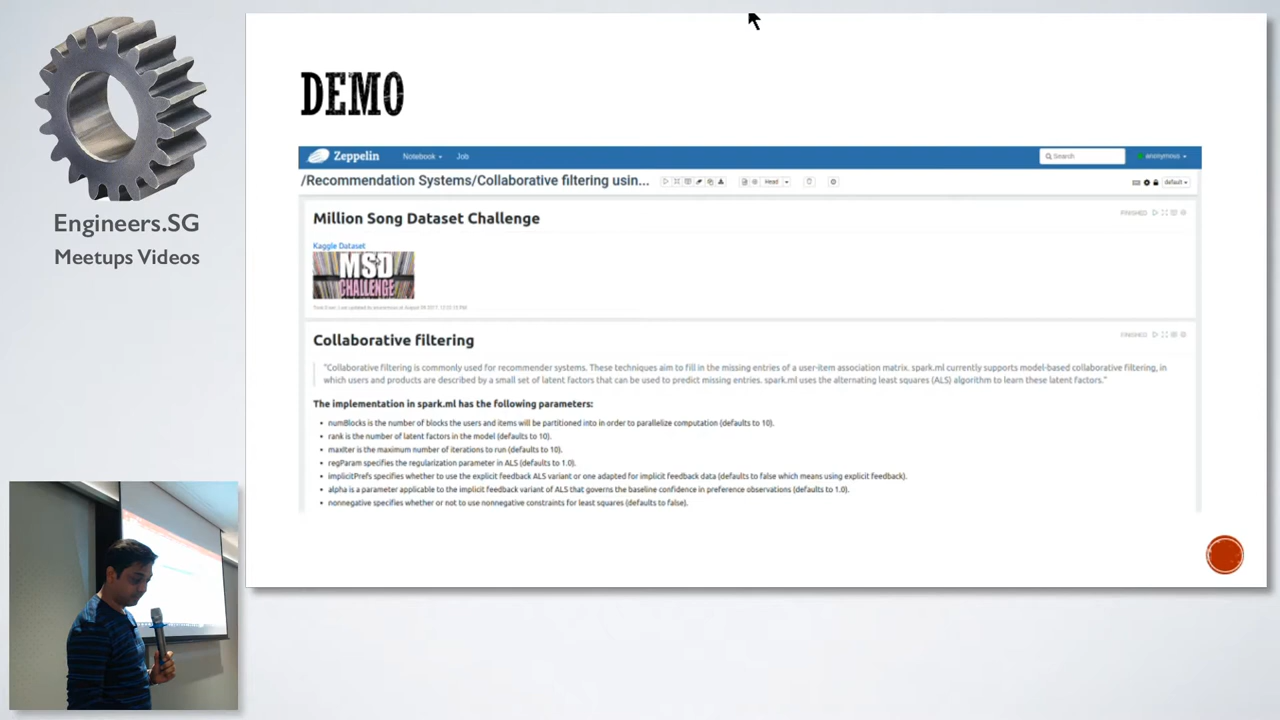 Engineers.SG
Meetups Videos
DEMO
Zeppelin Notebook Job Search anonymous
/Recommendation Systems/Collaborative filtering usin... Head default
Million Song Dataset Challenge FINISHED
Kaggle Dataset
MSD
CHALLENGE
Collaborative filtering FINISHED
"Collaborative filtering is commonly used for recommender systems. These techniques aim to fill in the missing entries of a user-item association matrix. spark.ml currently supports model-based collaborative filtering, in
which users and products are described by a small set of latent factors that can be used to predict missing entries. spark.ml uses the alternating least squares (ALS) algorithm to learn these latent factors."
The implementation in spark.ml has the following parameters:
• numBlocks is the number of blocks the users and items will be partitioned into in order to parallelize computation (defaults to 10).
• rank is the number of latent factors in the model (defaults to 10).
• maxIter is the maximum number of iterations to run (defaults to 10).
• regParam specifies the regularization parameter in ALS (defaults to 1.0).
• implicitPrefs specifies whether to use the explicit feedback ALS variant or one adapted for implicit feedback data (defaults to false which means using explicit feedback).
• alpha is a parameter applicable to the implicit feedback variant of ALS that governs the baseline confidence in preference observations (defaults to 1.0).
• nonnegative specifies whether or not to use nonnegative constraints for least squares (defaults to false).